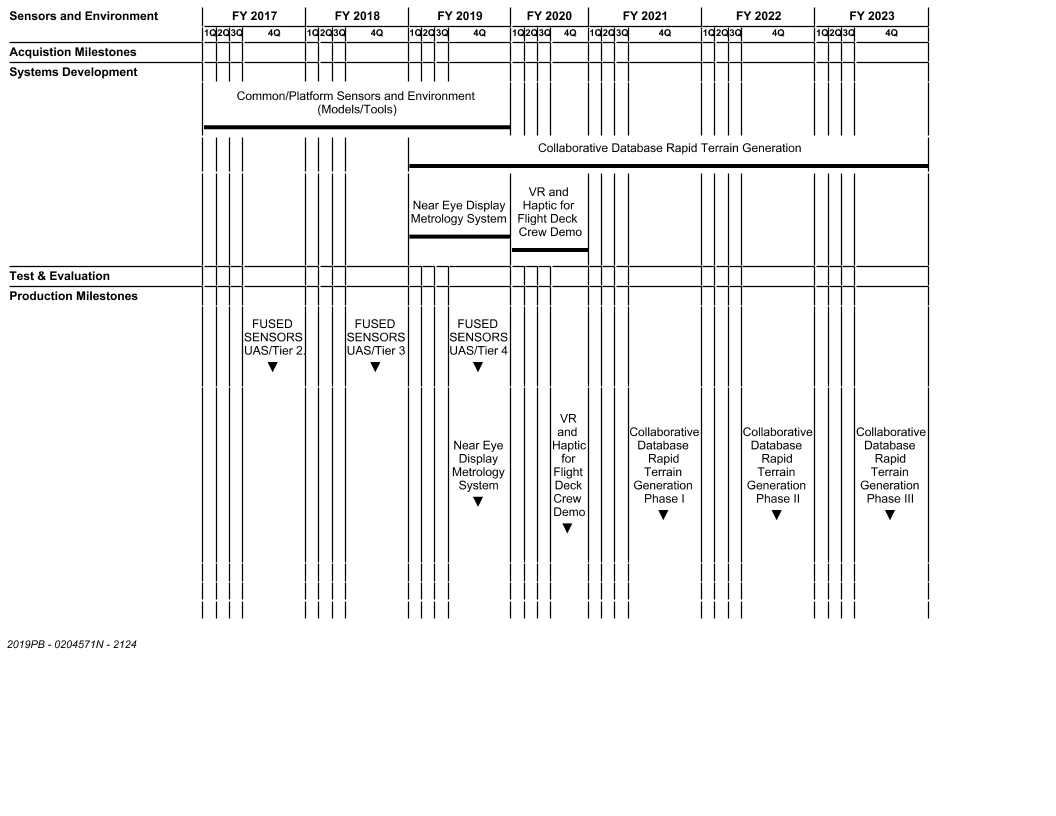 Sensors and Environment FY 2017 FY 2018 FY 2019 FY 2020 FY 2021 FY 2022 FY 2023
1Q 2Q 3Q 4Q 1Q 2Q 3Q 4Q 1Q 2Q 3Q 4Q 1Q 2Q 3Q 4Q 1Q 2Q 3Q 4Q 1Q 2Q 3Q 4Q 1Q 2Q 3Q 4Q
Acquistion Milestones
Systems Development
Common/Platform Sensors and Environment
(Models/Tools)
Collaborative Database Rapid Terrain Generation
Near Eye Display
Metrology System
VR and
Haptic for
Flight Deck
Crew Demo
Test & Evaluation
Production Milestones
FUSED
SENSORS
UAS/Tier 2.
FUSED
SENSORS
UAS/Tier 3
FUSED
SENSORS
UAS/Tier 4
Near Eye
Display
Metrology
System
VR
and
Haptic
for
Flight
Deck
Crew
Demo
Collaborative
Database
Rapid
Terrain
Generation
Phase I
Collaborative
Database
Rapid
Terrain
Generation
Phase II
Collaborative
Database
Rapid
Terrain
Generation
Phase III
2019PB - 0204571N - 2124